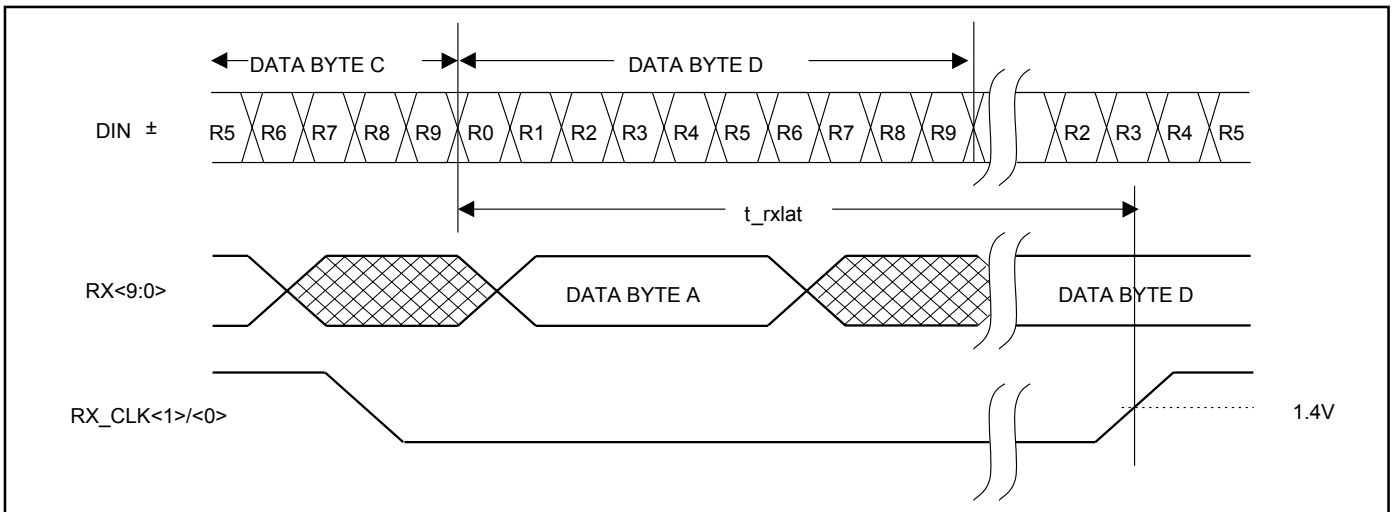 DATA BYTE C DATA BYTE D
DIN ± R5 R6 R7 R8 R9 R0 R1 R2 R3 R4 R5 R6 R7 R8 R9 R2 R3 R4 R5
t_rxlat
RX<9:0> DATA BYTE A DATA BYTE D
RX_CLK<1>/<0> 1.4V